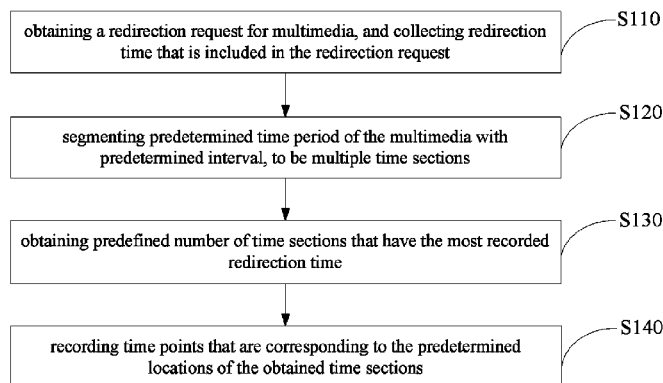 obtaining a redirection request for multimedia, and collecting redirection
time that is included in the redirection request
S110
segmenting predetermined time period of the multimedia with
predetermined interval, to be multiple time sections
S120
obtaining predefined number of time sections that have the most recorded
redirection time
S130
recording time points that are corresponding to the predetermined
locations of the obtained time sections
S140